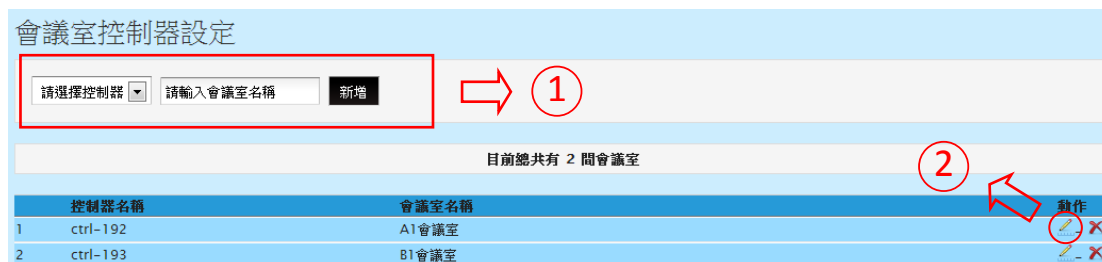 會議室控制器設定
請選擇控制器 請輸入會議室名稱 新增 1
目前總共有 2 間會議室
2
控制器名稱 會議室名稱 動作
1 ctrl-192 A1會議室
2 ctrl-193 B1會議室